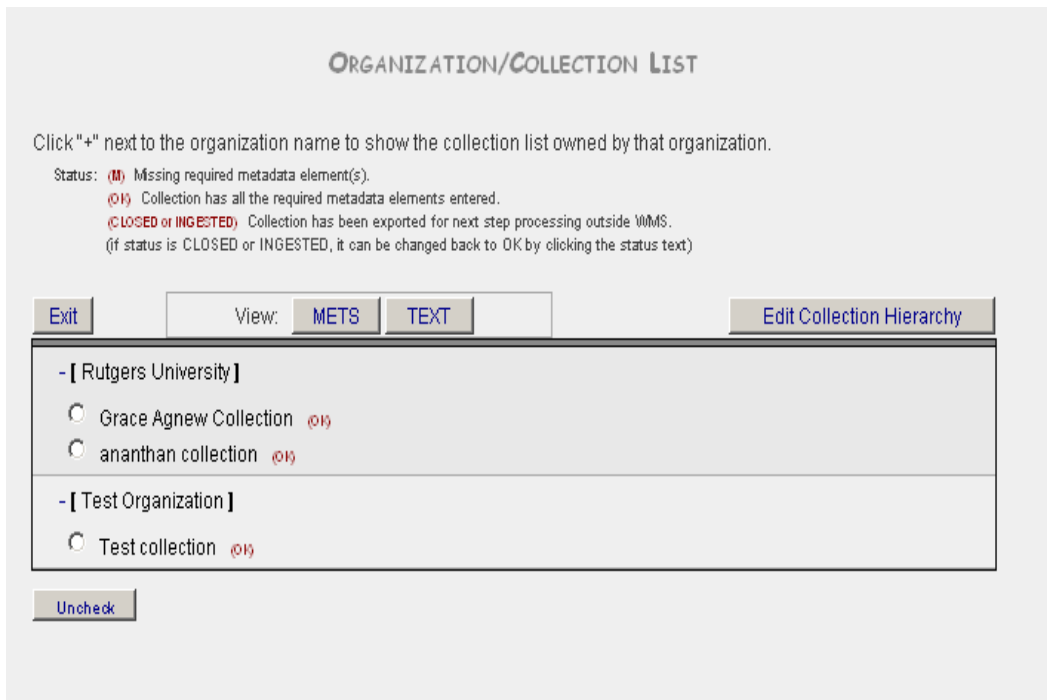 ORGANIZATION/COLLECTION LIST
Click "+" next to the organization name to show the collection list owned by that organization.
Status: (M) Missing required metadata element(s).
(OK) Collection has all the required metadata elements entered.
(CLOSED or INGESTED) Collection has been exported for next step processing outside WMS.
(if status is CLOSED or INGESTED, it can be changed back to OK by clicking the status text)
Exit View: METS TEXT Edit Collection Hierarchy
- [ Rutgers University ]
Grace Agnew Collection (OK)
ananthan collection (OK)
- [ Test Organization ]
Test collection (OK)
Uncheck